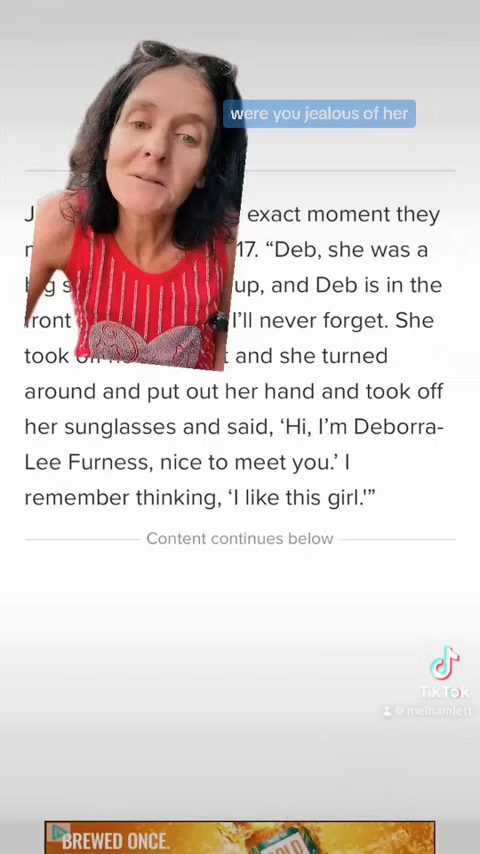 were you jealous of her
J exact moment they
17. “Deb, she was a
up, and Deb is in the
front I’ll never forget. She
took and she turned
around and put out her hand and took off
her sunglasses and said, ‘Hi, I’m Deborra-
Lee Furness, nice to meet you.’ I
remember thinking, ‘I like this girl.'”
Content continues below
TikTok
@melhamlett
BREWED ONCE.
GOLD